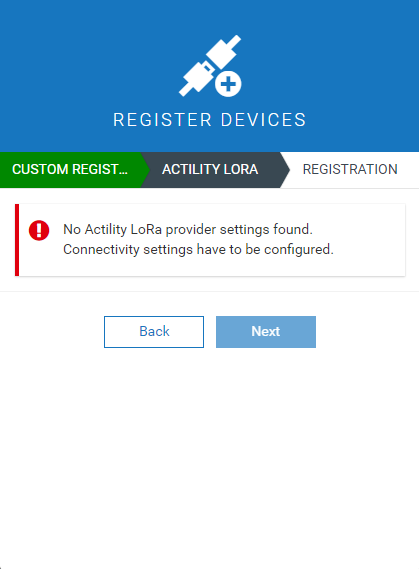 REGISTER DEVICES
CUSTOM REGIST...
ACTILITY LORA
REGISTRATION
No Actility LoRa provider settings found.
Connectivity settings have to be configured.
Back
Next